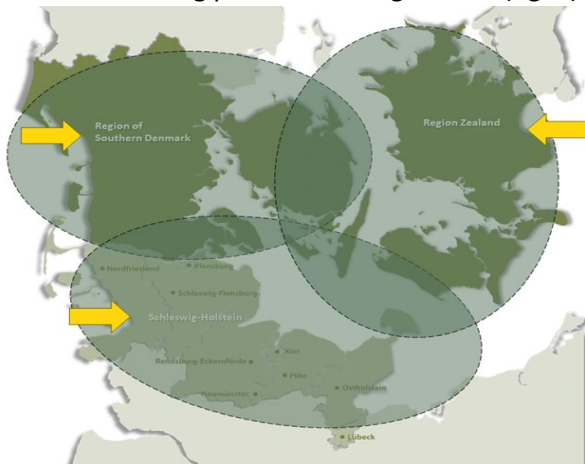 Region of
Southern Denmark
Region Zealand
Nordfriesland
Flensburg
Schleswig-Flensburg
Schleswig-Holstein
Kiel
Rendsburg-Eckernförde
Plön
Ostholstein
Neumünster
Lübeck